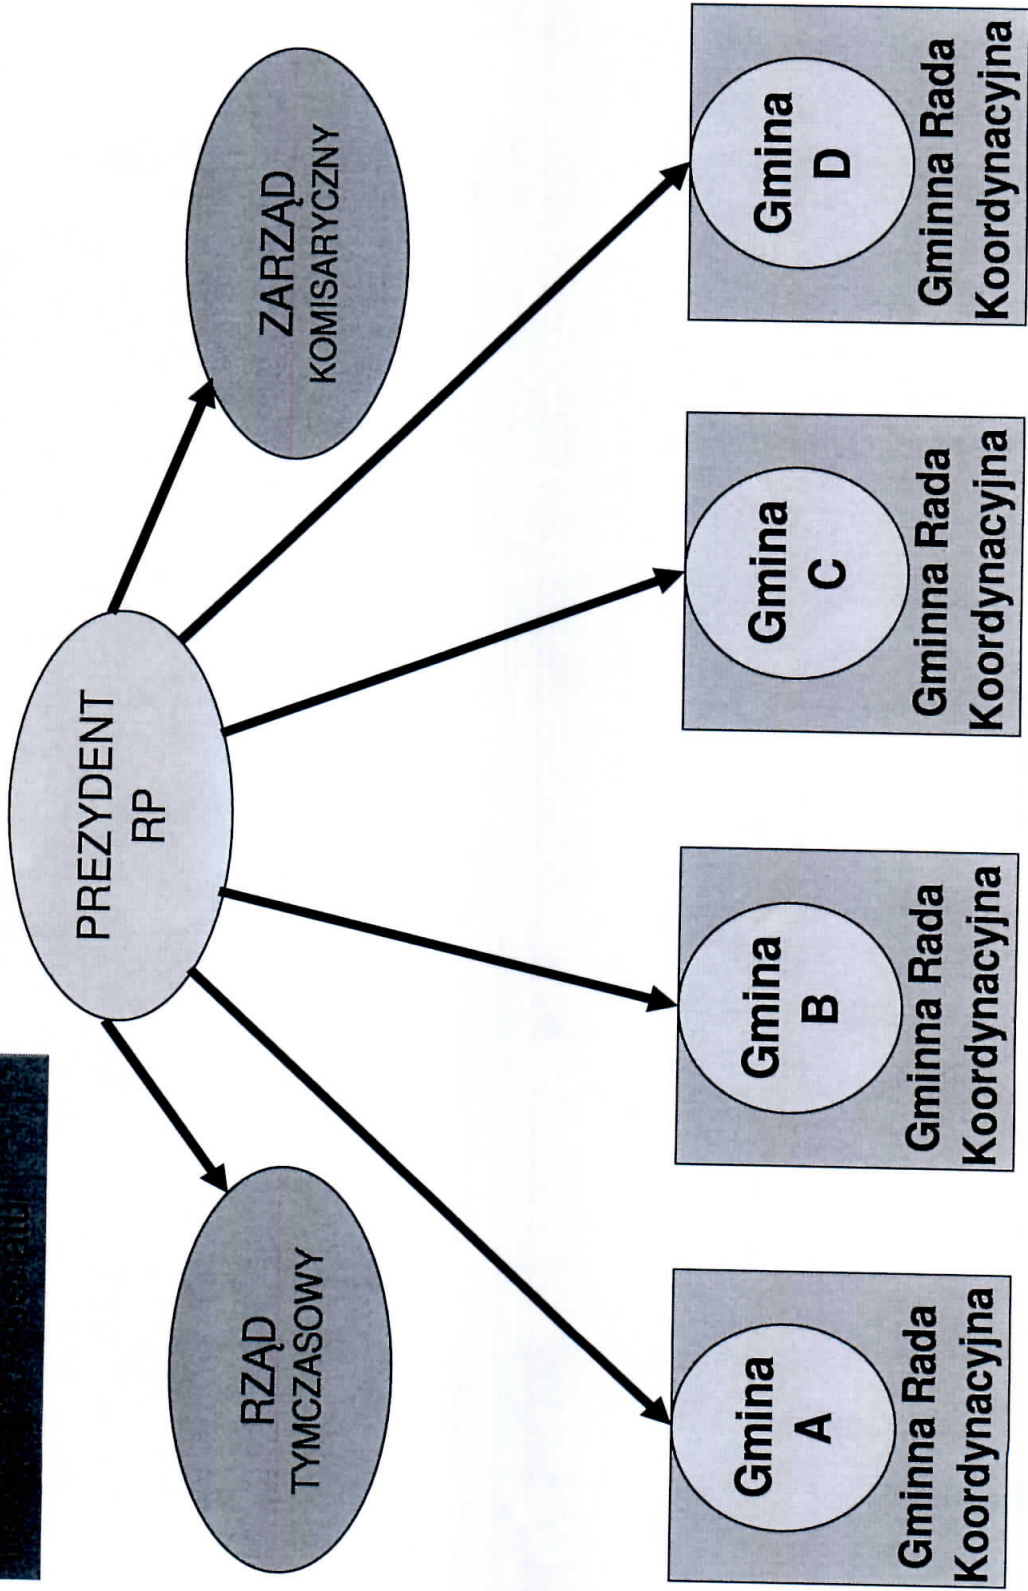 PREZYDENT
RP
RZĄD
TYMCZASOWY
ZARZĄD
KOMISARYCZNY
Gmina
A
Gminna Rada
Koordynacyjna
Gmina
B
Gminna Rada
Koordynacyjna
Gmina
C
Gminna Rada
Koordynacyjna
Gmina
D
Gminna Rada
Koordynacyjna